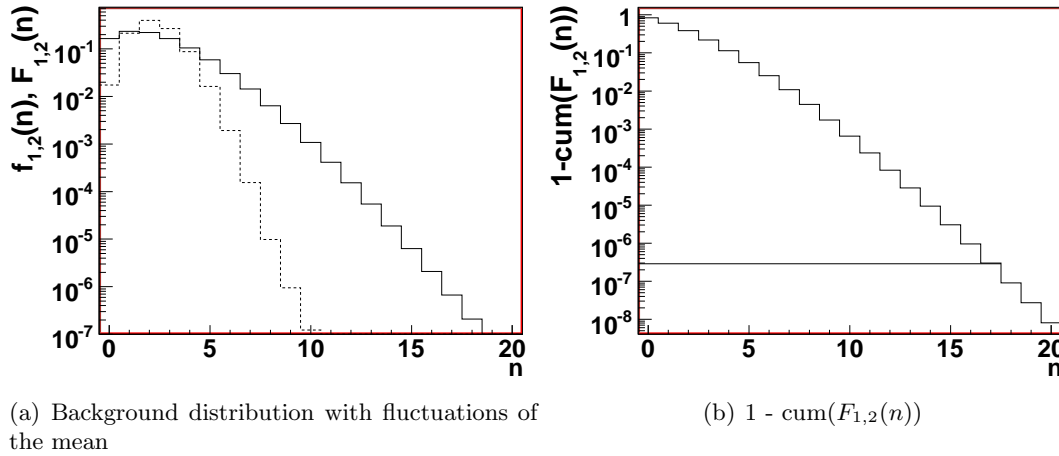 f₁,₂(n), F₁,₂(n)
10⁻¹
10⁻²
10⁻³
10⁻⁴
10⁻⁵
10⁻⁶
10⁻⁷
0 5 10 15 20
n
1-cum(F₁,₂(n))
1
10⁻¹
10⁻²
10⁻³
10⁻⁴
10⁻⁵
10⁻⁶
10⁻⁷
10⁻⁸
0 5 10 15 20
n
(a) Background distribution with fluctuations of
the mean
(b) 1 - cum(F₁,₂(n))